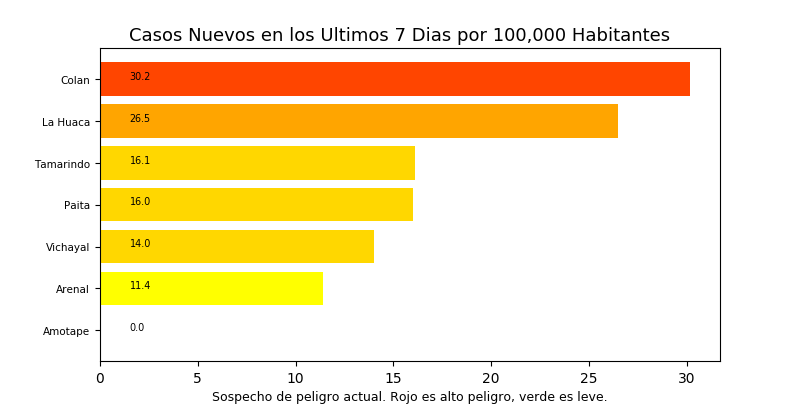 Casos Nuevos en los Ultimos 7 Dias por 100,000 Habitantes
Colan 30.2
La Huaca 26.5
Tamarindo 16.1
Paita 16.0
Vichayal 14.0
Arenal 11.4
Amotape 0.0
0 5 10 15 20 25 30
Sospecho de peligro actual. Rojo es alto peligro, verde es leve.